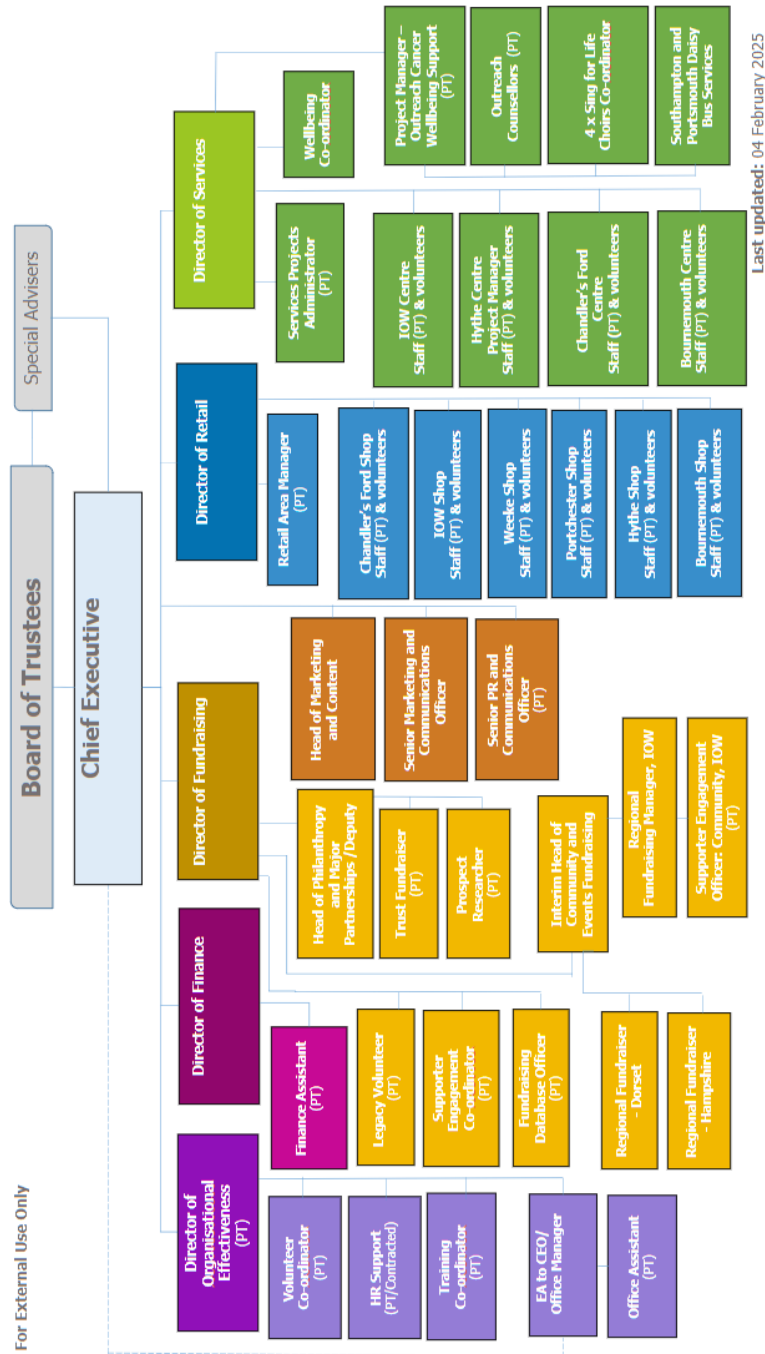 For External Use Only
Board of Trustees
Special Advisers
Chief Executive
Director of
Organisational
Effectiveness
(PT)
Director of Finance
Director of Fundraising
Director of Retail
Director of Services
Volunteer
Co-ordinator
(PT)
HR Support
(PT/Contracted)
Training
Co-ordinator
(PT)
EA to CEO/
Office Manager
Office Assistant
(PT)
Finance Assistant
(PT)
Legacy Volunteer
(PT)
Supporter
Engagement
Co-ordinator
(PT)
Fundraising
Database Officer
(PT)
Regional Fundraiser
- Dorset
Regional Fundraiser
- Hampshire
Head of Philanthropy
and Major
Partnerships /Deputy
Trust Fundraiser
(PT)
Prospect
Researcher
(PT)
Interim Head of
Community and
Events Fundraising
Regional
Fundraising Manager, IOW
Supporter Engagement
Officer: Community, IOW
(PT)
Head of Marketing
and Content
Senior Marketing and
Communications
Officer
Senior PR and
Communications
Officer
(PT)
Retail Area Manager
(PT)
Chandler's Ford Shop
Staff (PT) & volunteers
IOW Shop
Staff (PT) & volunteers
Weeke Shop
Staff (PT) & volunteers
Portchester Shop
Staff (PT) & volunteers
Hythe Shop
Staff (PT) & volunteers
Bournemouth Shop
Staff (PT) & volunteers
Services Projects
Administrator
(PT)
Wellbeing
Co-ordinator
IOW Centre
Staff (PT) & volunteers
Hythe Centre
Project Manager
Staff (PT) & volunteers
Chandler's Ford
Centre
Staff (PT) & volunteers
Bournemouth Centre
Staff (PT) & volunteers
Project Manager –
Outreach Cancer
Wellbeing Support
(PT)
Outreach
Counsellors (PT)
4 x Sing for Life
Choirs Co-ordinator
Southampton and
Portsmouth Daisy
Bus Services
Last updated: 04 February 2025